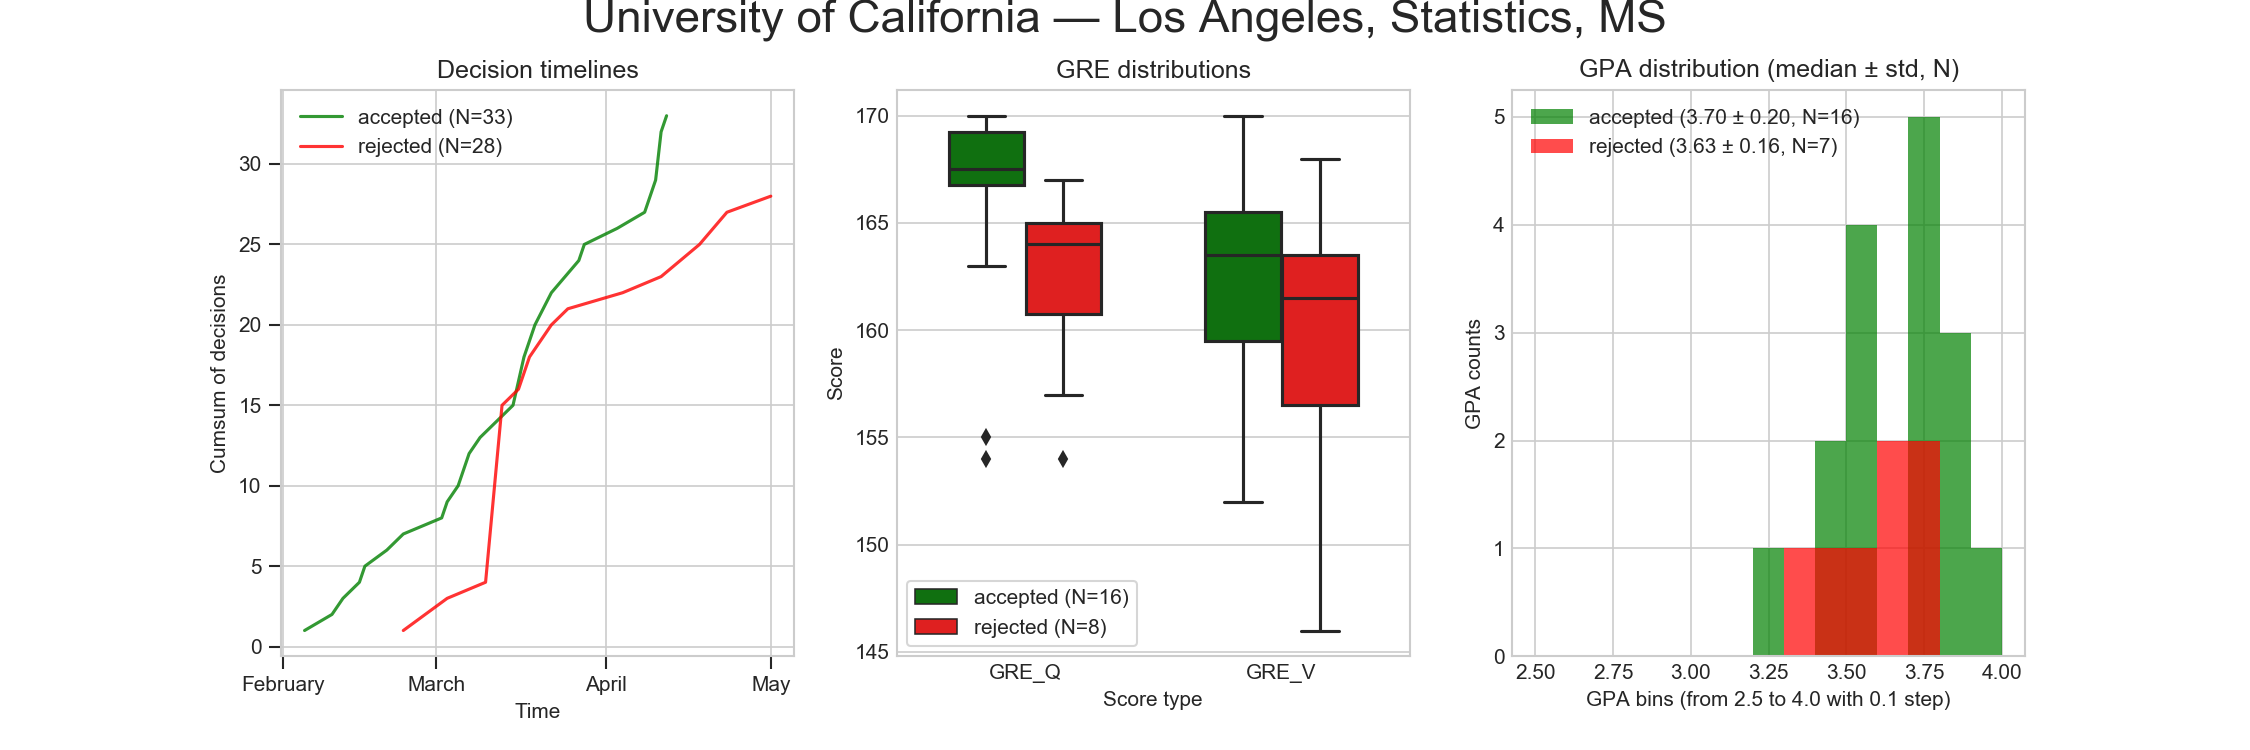 University of California — Los Angeles, Statistics, MS
Decision timelines
accepted (N=33)
rejected (N=28)
30
25
20
15
10
5
0
Cumsum of decisions
February March April May
Time
GRE distributions
170
165
160
155
150
145
Score
accepted (N=16)
rejected (N=8)
GRE_Q GRE_V
Score type
GPA distribution (median ± std, N)
accepted (3.70 ± 0.20, N=16)
rejected (3.63 ± 0.16, N=7)
5
4
3
2
1
0
GPA counts
2.50 2.75 3.00 3.25 3.50 3.75 4.00
GPA bins (from 2.5 to 4.0 with 0.1 step)